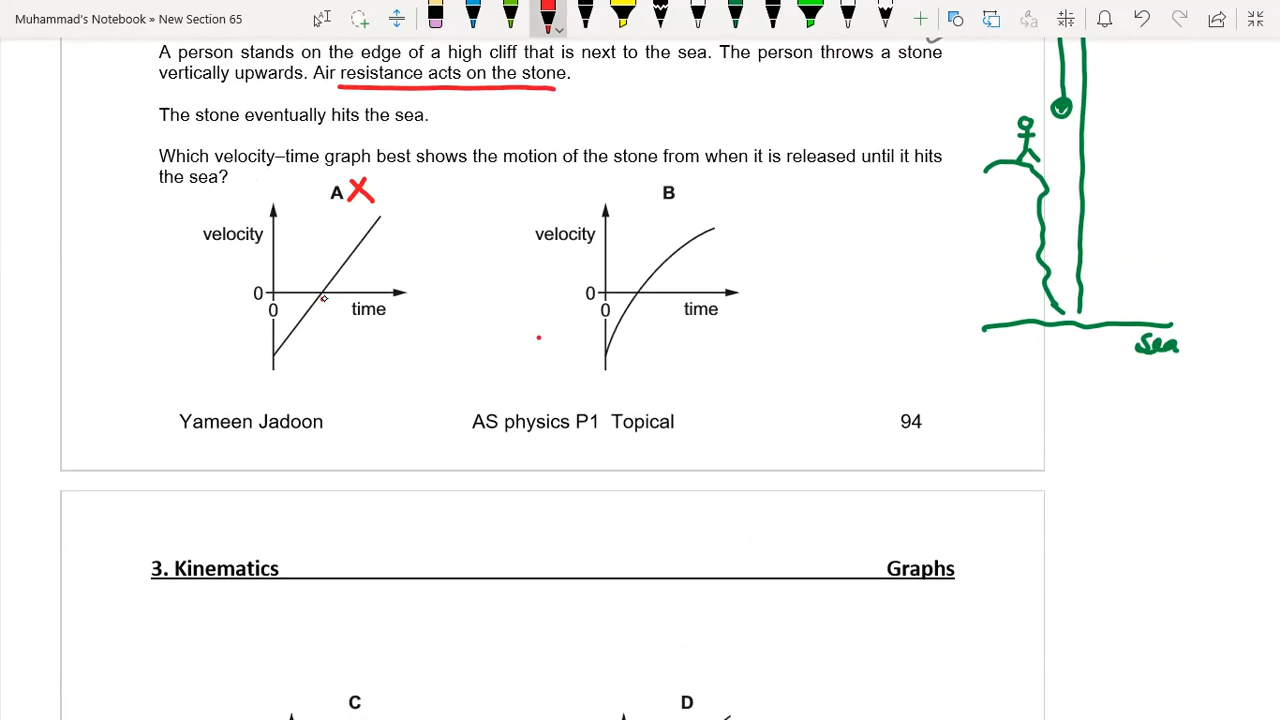 Muhammad's Notebook » New Section 65
A person stands on the edge of a high cliff that is next to the sea. The person throws a stone
vertically upwards. Air resistance acts on the stone.
The stone eventually hits the sea.
Which velocity–time graph best shows the motion of the stone from when it is released until it hits
the sea?
A X
B
velocity
0
0
time
velocity
0
0
time
Sea
Yameen Jadoon
AS physics P1 Topical
94
3. Kinematics
Graphs
C
D